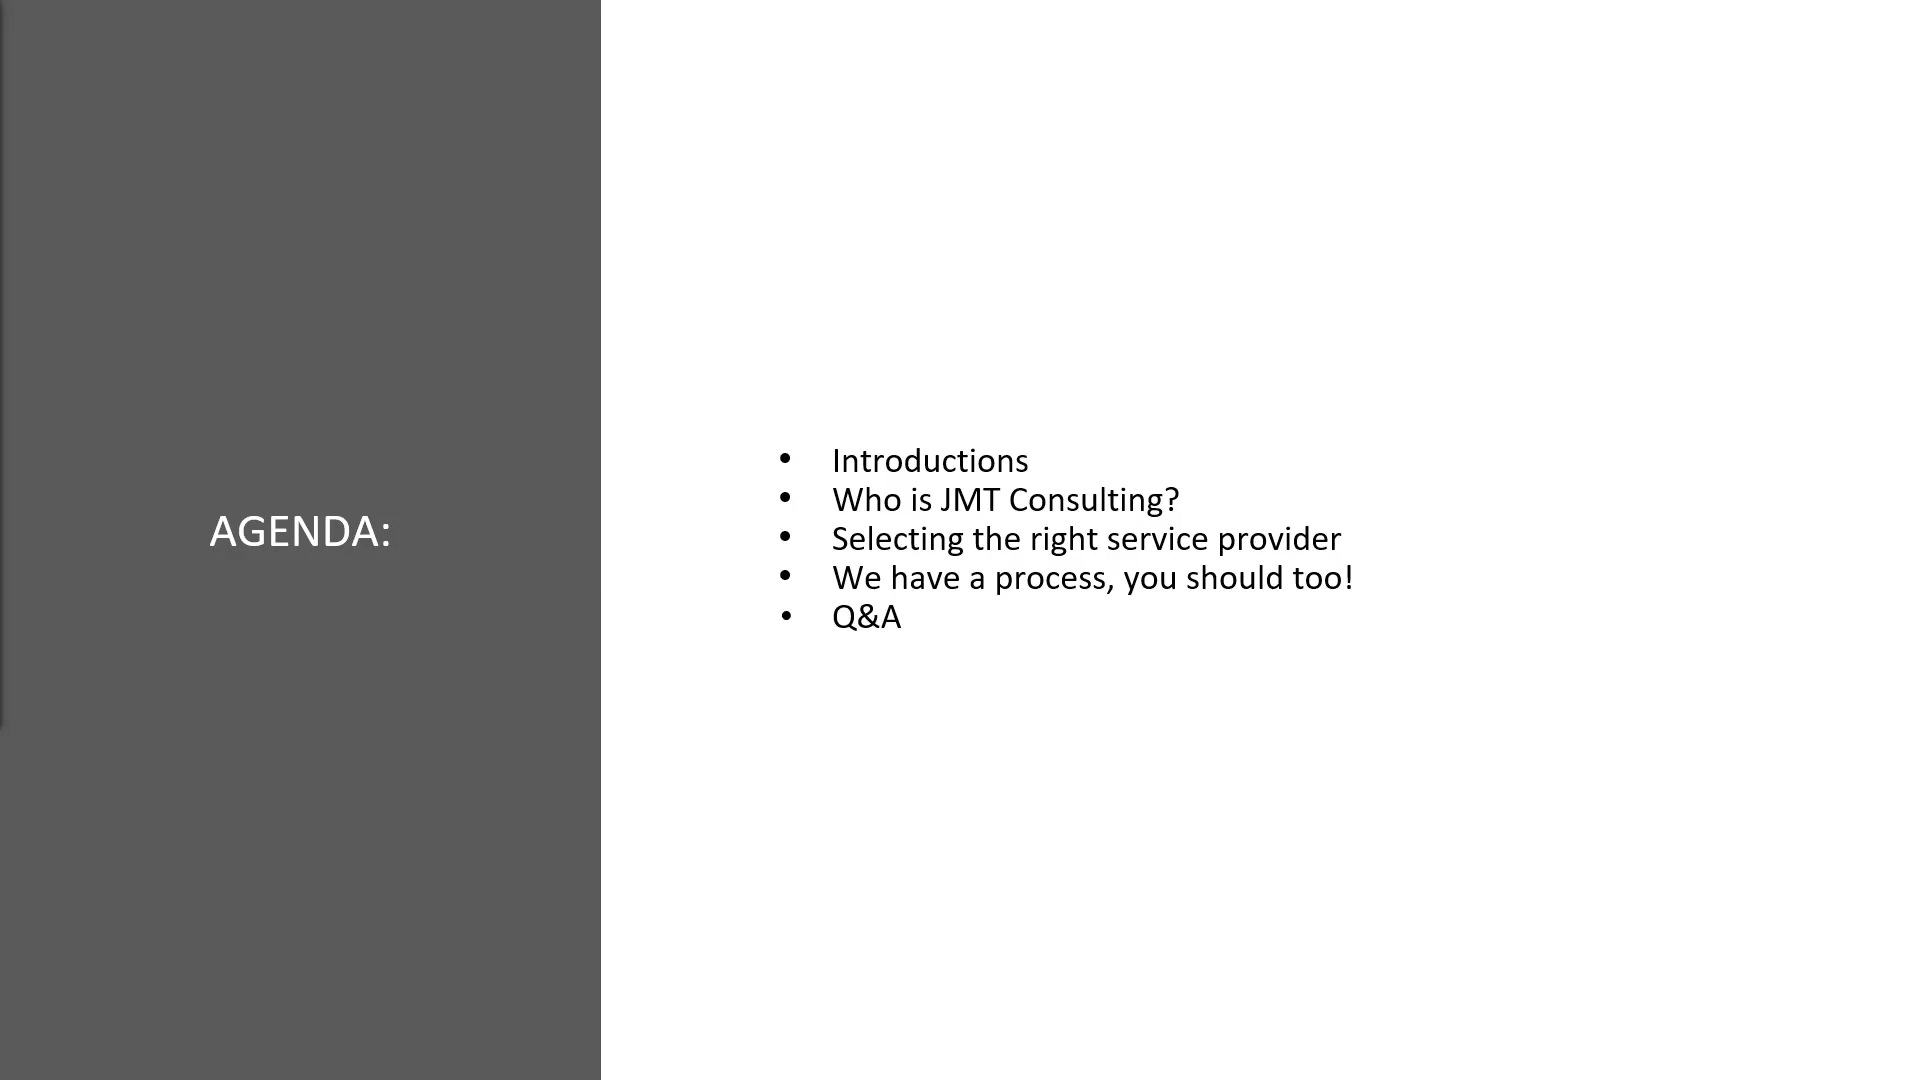 AGENDA:
• Introductions
• Who is JMT Consulting?
• Selecting the right service provider
• We have a process, you should too!
• Q&A